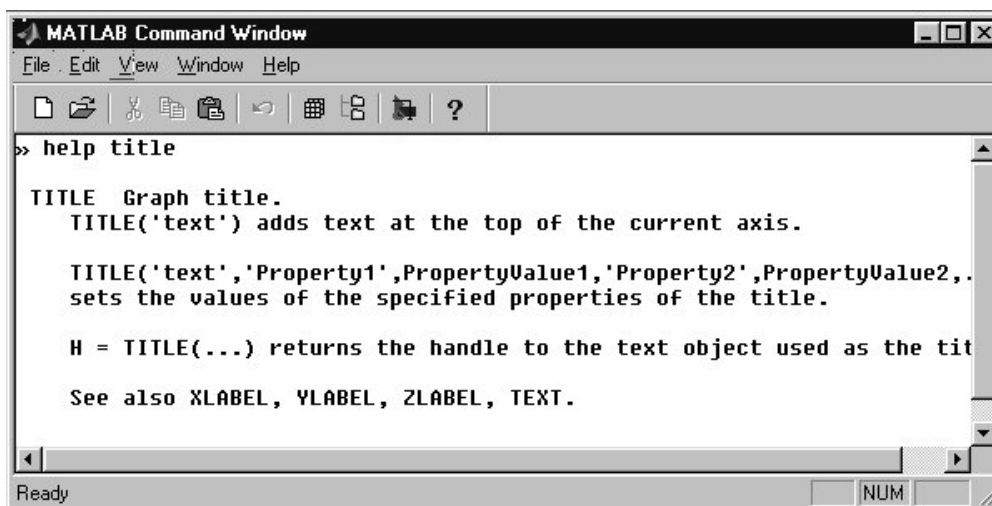 MATLAB Command Window
File Edit View Window Help
» help title
TITLE Graph title.
TITLE('text') adds text at the top of the current axis.
TITLE('text','Property1',PropertyValue1,'Property2',PropertyValue2,.
sets the values of the specified properties of the title.
H = TITLE(...) returns the handle to the text object used as the tit
See also XLABEL, YLABEL, ZLABEL, TEXT.
Ready NUM